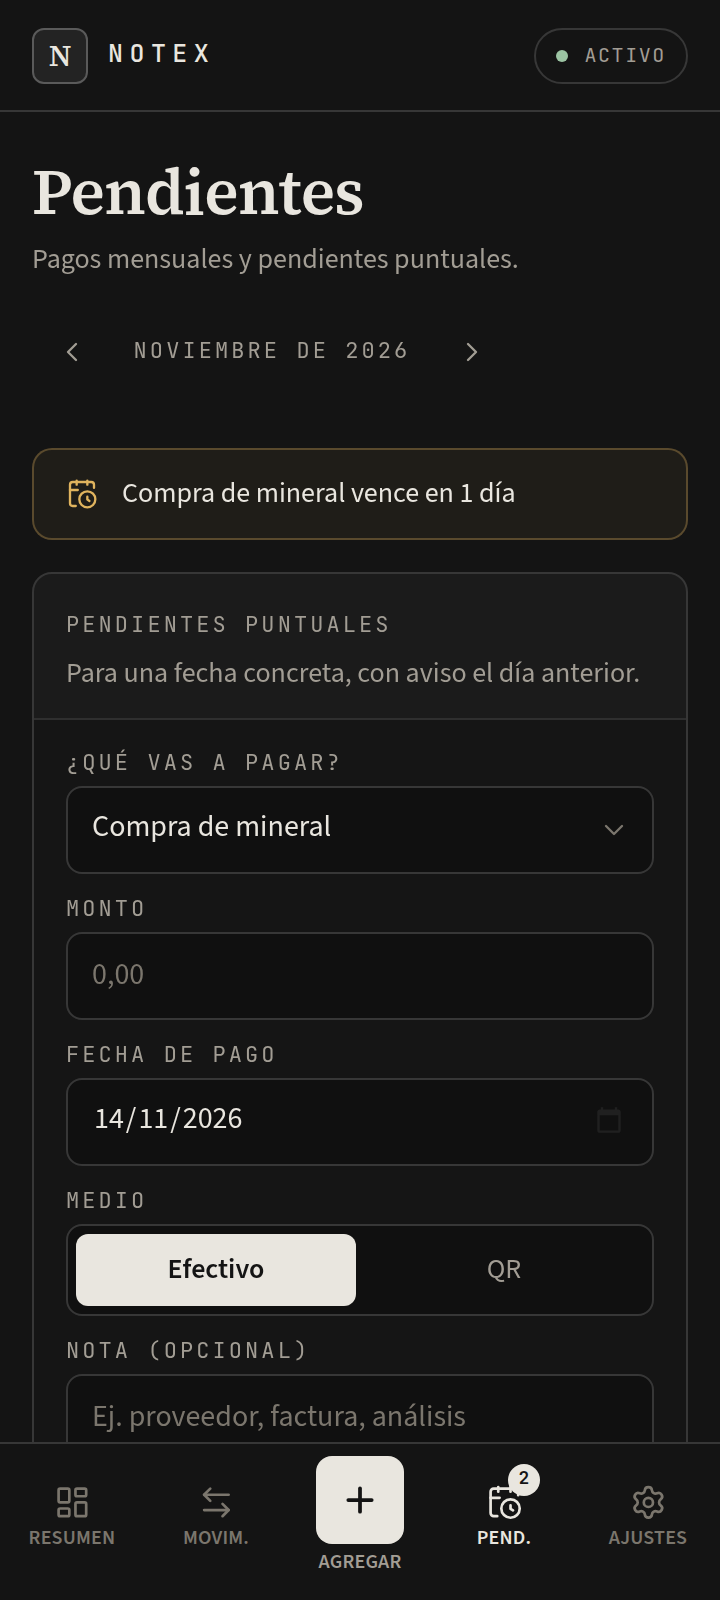 N NOTEX
ACTIVO
Pendientes
Pagos mensuales y pendientes puntuales.
NOVIEMBRE DE 2026
Compra de mineral vence en 1 día
PENDIENTES PUNTUALES
Para una fecha concreta, con aviso el día anterior.
¿QUÉ VAS A PAGAR?
Compra de mineral
MONTO
0,00
FECHA DE PAGO
14/11/2026
MEDIO
Efectivo QR
NOTA (OPCIONAL)
Ej. proveedor, factura, análisis
2
RESUMEN MOVIM. AGREGAR PEND. AJUSTES